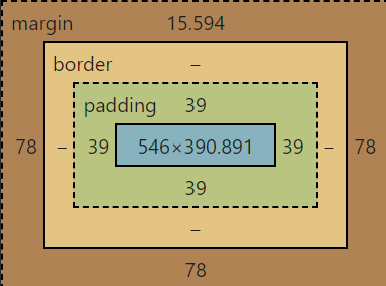 margin 15.594
border –
padding 39
78 – 39 546×390.891 39 – 78
39
–
78